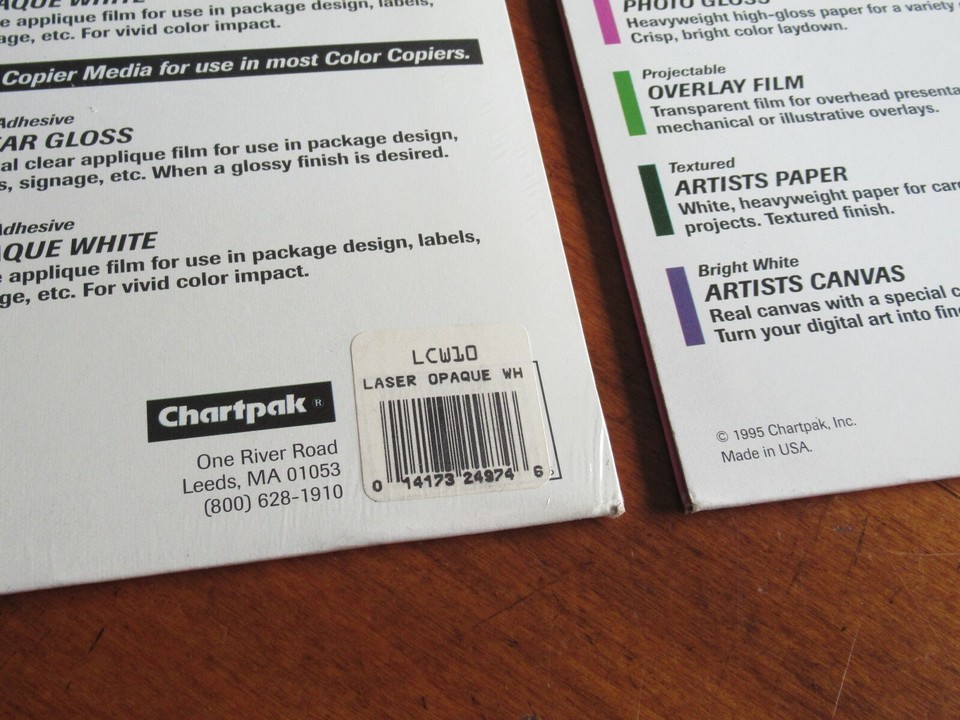 AQUE WHITE
e applique film for use in package design, labels,
age, etc. For vivid color impact.
Copier Media for use in most Color Copiers.
Adhesive
AR GLOSS
al clear applique film for use in package design,
s, signage, etc. When a glossy finish is desired.
Adhesive
QUE WHITE
e applique film for use in package design, labels,
ge, etc. For vivid color impact.
Chartpak ®
One River Road
Leeds, MA 01053
(800) 628-1910
LCW10
LASER OPAQUE WH
0 14173 24974 6
PHOTO GLOSS
Heavyweight high-gloss paper for a variety
Crisp, bright color laydown.
Projectable
OVERLAY FILM
Transparent film for overhead presenta
mechanical or illustrative overlays.
Textured
ARTISTS PAPER
White, heavyweight paper for car
projects. Textured finish.
Bright White
ARTISTS CANVAS
Real canvas with a special c
Turn your digital art into fin
© 1995 Chartpak, Inc.
Made in USA.